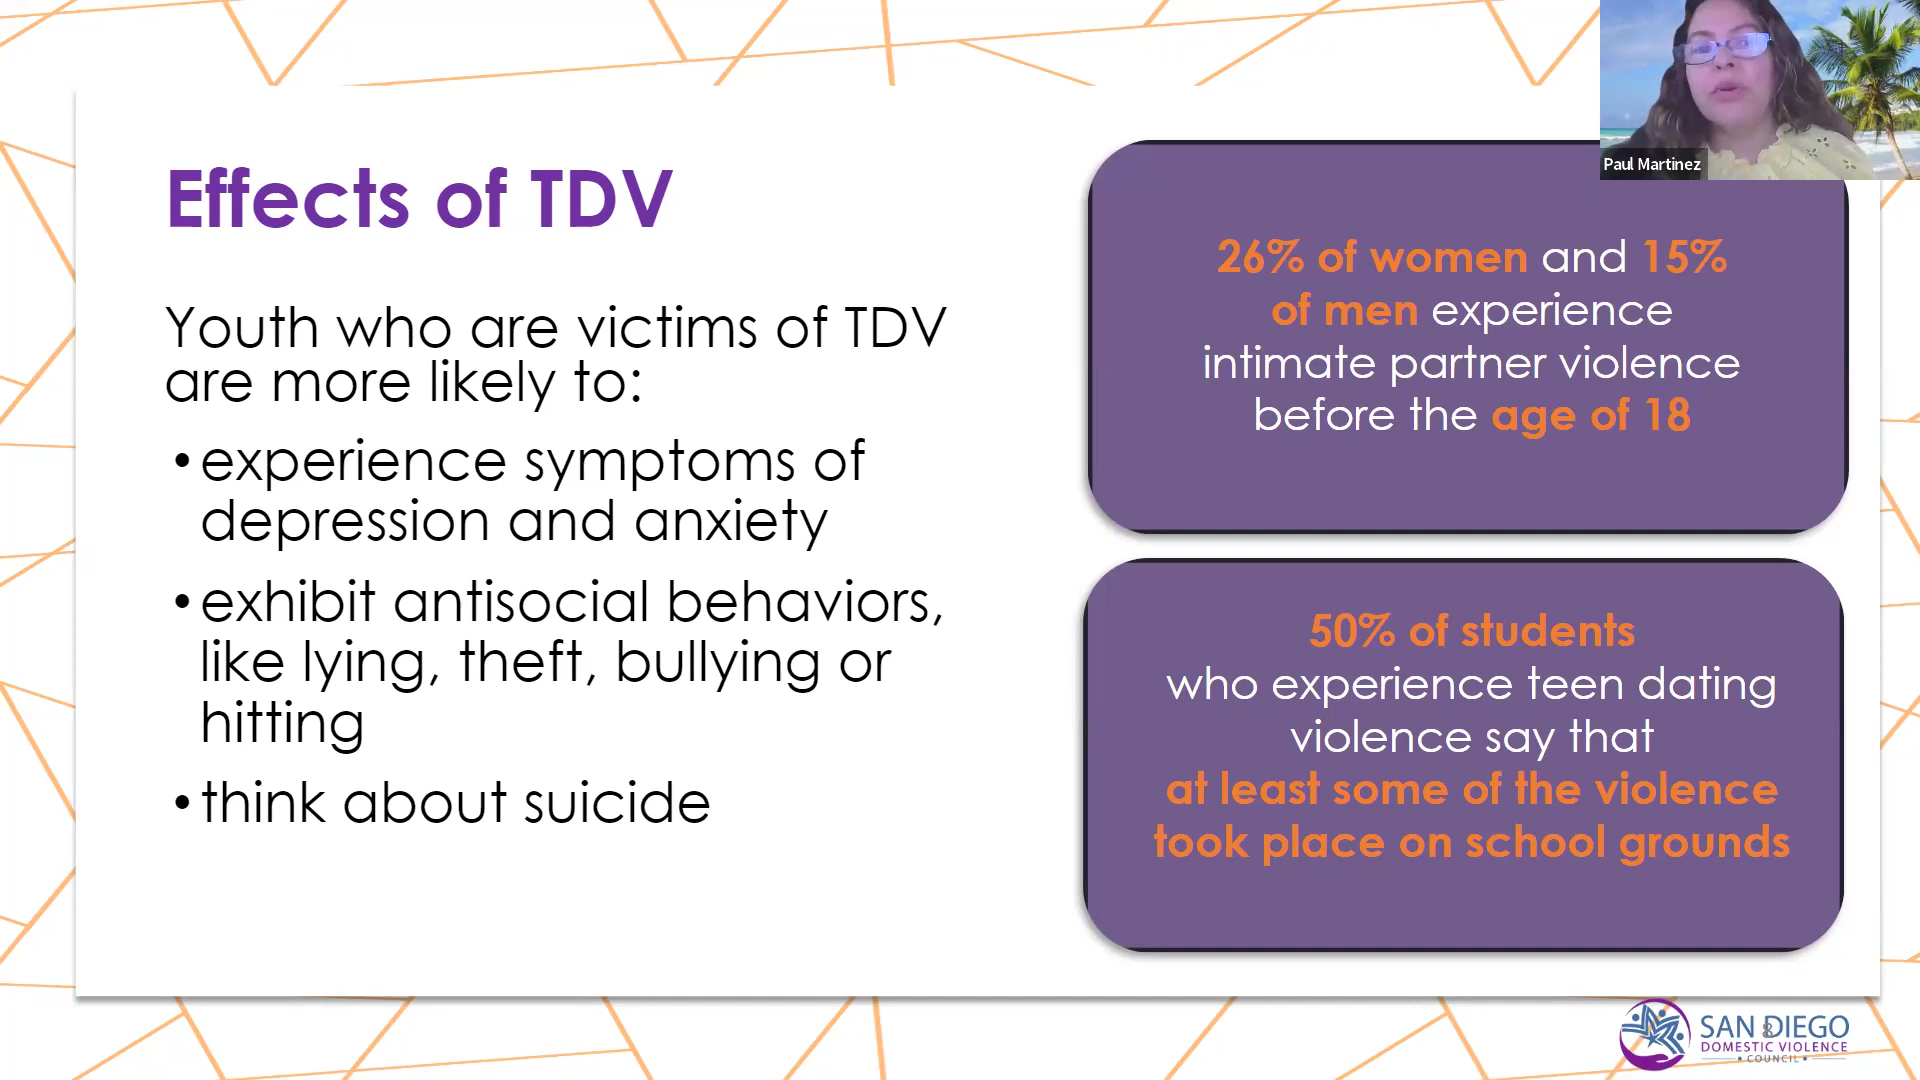 Paul Martinez
Effects of TDV
Youth who are victims of TDV
are more likely to:
•experience symptoms of
depression and anxiety
•exhibit antisocial behaviors,
like lying, theft, bullying or
hitting
•think about suicide
26% of women and 15%
of men experience
intimate partner violence
before the age of 18
50% of students
who experience teen dating
violence say that
at least some of the violence
took place on school grounds
8
SAN DIEGO
DOMESTIC VIOLENCE
• COUNCIL •